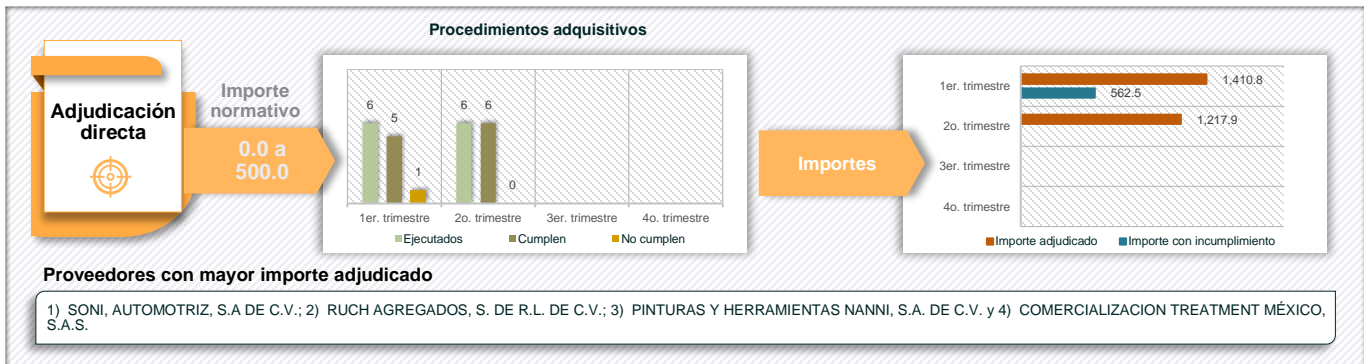 Procedimientos adquisitivos
Adjudicación
directa
Importe
normativo
0.0 a
500.0
6
5
1
6
6
0
1er. trimestre
2o. trimestre
3er. trimestre
4o. trimestre
Ejecutados
Cumplen
No cumplen
Importes
1er. trimestre
1,410.8
562.5
2o. trimestre
1,217.9
3er. trimestre
4o. trimestre
Importe adjudicado
Importe con incumplimiento
Proveedores con mayor importe adjudicado
1) SONI, AUTOMOTRIZ, S.A DE C.V.; 2) RUCH AGREGADOS, S. DE R.L. DE C.V.; 3) PINTURAS Y HERRAMIENTAS NANNI, S.A. DE C.V. y 4) COMERCIALIZACION TREATMENT MÉXICO,
S.A.S.